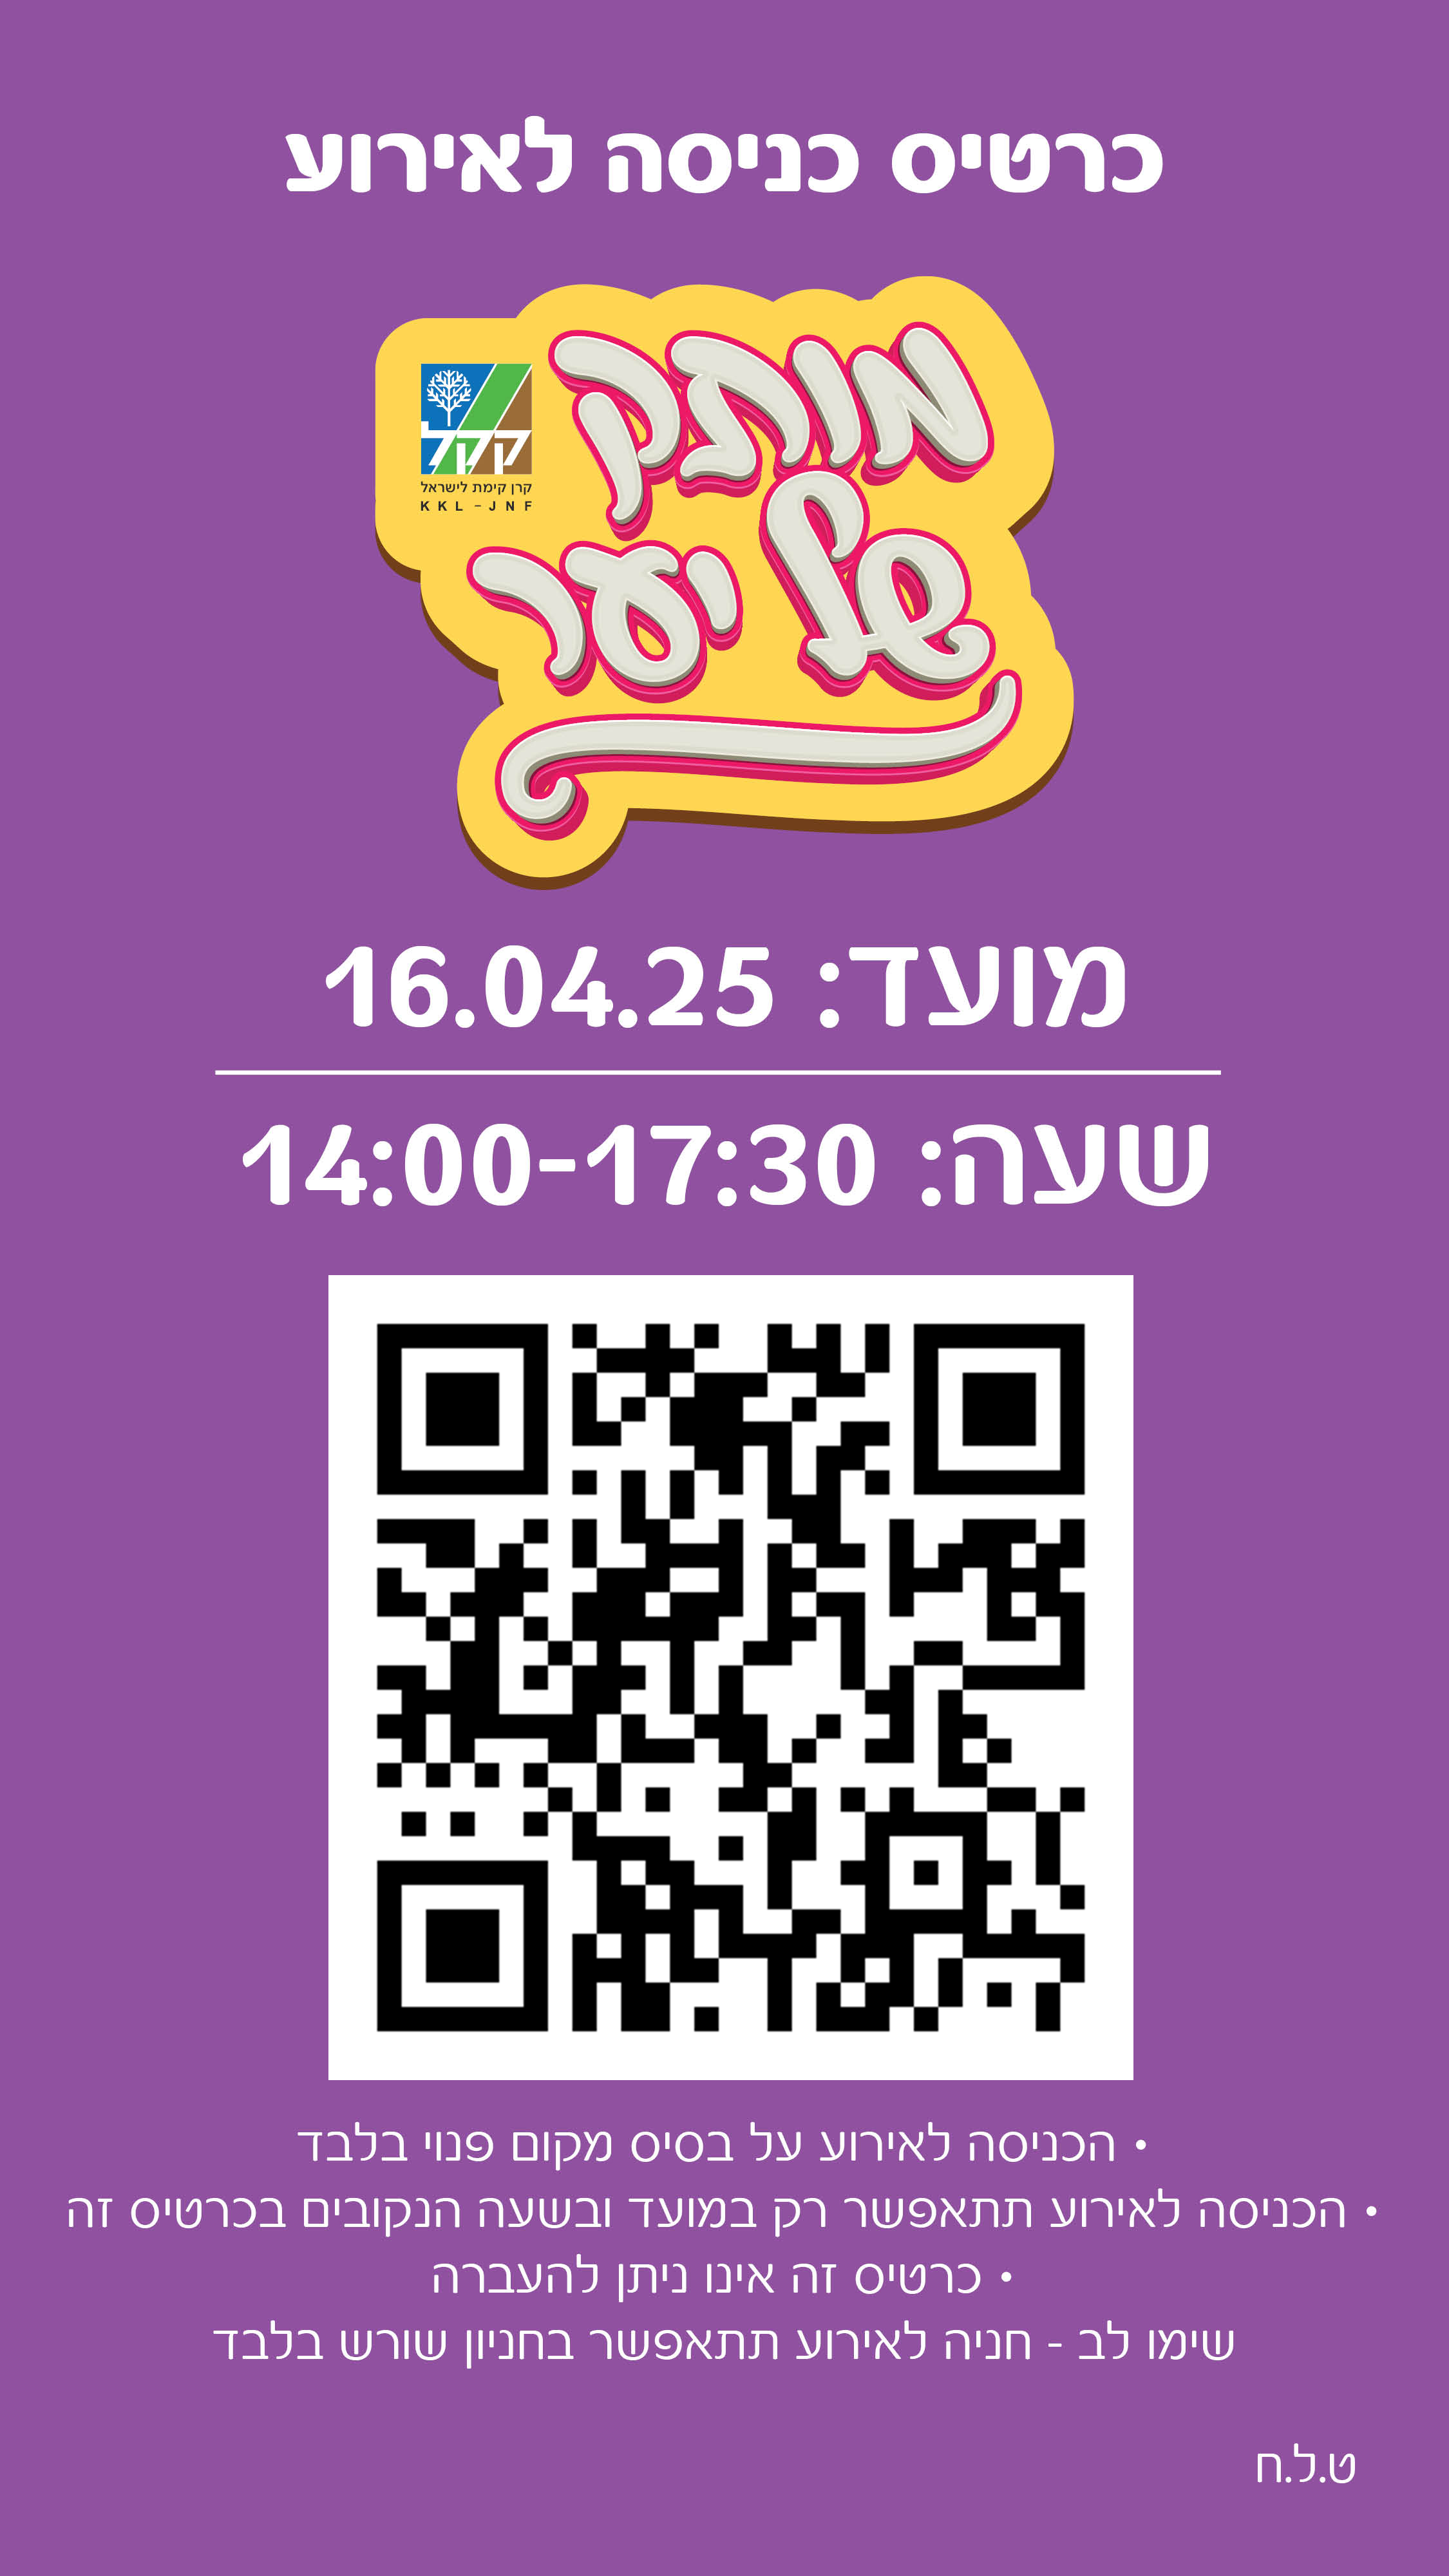 כרטיס כניסה לאירוע
מותק
של יער
קקל
קרן קימת לישראל
KKL-JNF
מועד: 16.04.25
שעה: 14:00-17:30
• הכניסה לאירוע על בסיס מקום פנוי בלבד
• הכניסה לאירוע תתאפשר רק במועד ובשעה הנקובים בכרטיס זה
• כרטיס זה אינו ניתן להעברה
שימו לב - חניה לאירוע תתאפשר בחניון שורש בלבד
ט.ל.ח